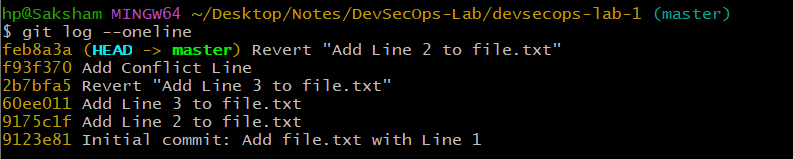 hp@Saksham MINGW64 ~/Desktop/Notes/DevSecOps-Lab/devsecops-lab-1 (master)
$ git log --oneline
feb8a3a (HEAD -> master) Revert "Add Line 2 to file.txt"
f93f370 Add Conflict Line
2b7bfa5 Revert "Add Line 3 to file.txt"
60ee011 Add Line 3 to file.txt
9175c1f Add Line 2 to file.txt
9123e81 Initial commit: Add file.txt with Line 1